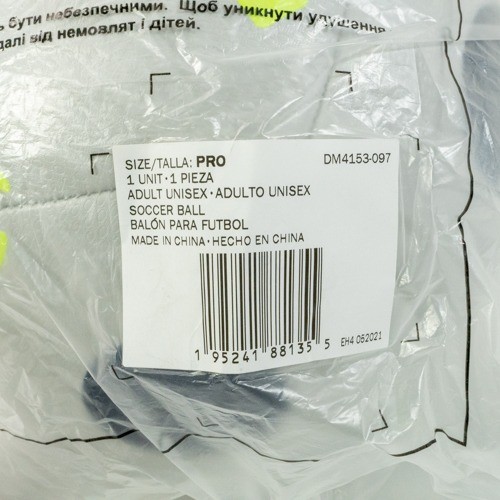 ь бути небезпечними. Щоб уникнути удушення
далі від немовлят і дітей.
SIZE/TALLA: PRO DM4153-097
1 UNIT · 1 PIEZA
ADULT UNISEX · ADULTO UNISEX
SOCCER BALL
BALÓN PARA FUTBOL
MADE IN CHINA · HECHO EN CHINA
1 95241 88135 5 EH4 052021